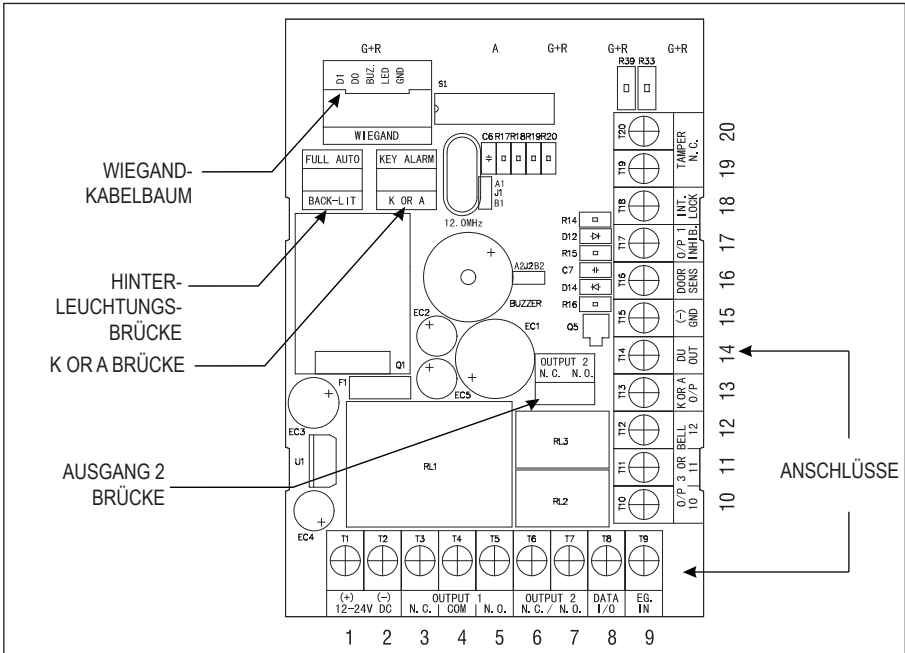 G+R A G+R G+R G+R
R39 R33
D1 D0 BUZ. LED GND
S1
WIEGAND
C6 R17 R18 R19 R20
FULL AUTO
KEY ALARM
BACK-LIT
K OR A
12.0MHz
A1
J1
B1
WIEGAND-
KABELBAUM
HINTER-
LEUCHTUNGS-
BRÜCKE
K OR A BRÜCKE
AUSGANG 2
BRÜCKE
ANSCHLÜSSE
R14
D12
R15
C7
D14
R16
Q5
A2J2B2
BUZZER
EC2
EC1
EC5
Q1
F1
EC3
U1
EC4
OUTPUT 2
N.C. N.O.
RL1
RL3
RL2
T20
T19
T18
T17
T16
T15
T14
T13
T12
T11
T10
TAMPER
N.C.
INT.
LOCK
O/P 1
INHIB.
DOOR
SENS
(-)
GND
DU
OUT
K OR A
O/P
O/P 3 OR BELL
10 11 12
20
19
18
17
16
15
14
13
12
11
10
T1 T2 T3 T4 T5 T6 T7 T8 T9
(+) (-)
12-24V DC
OUTPUT 1
N.C. COM N.O.
OUTPUT 2
N.C./ N.O.
DATA
I/O
EG.
IN
1 2 3 4 5 6 7 8 9